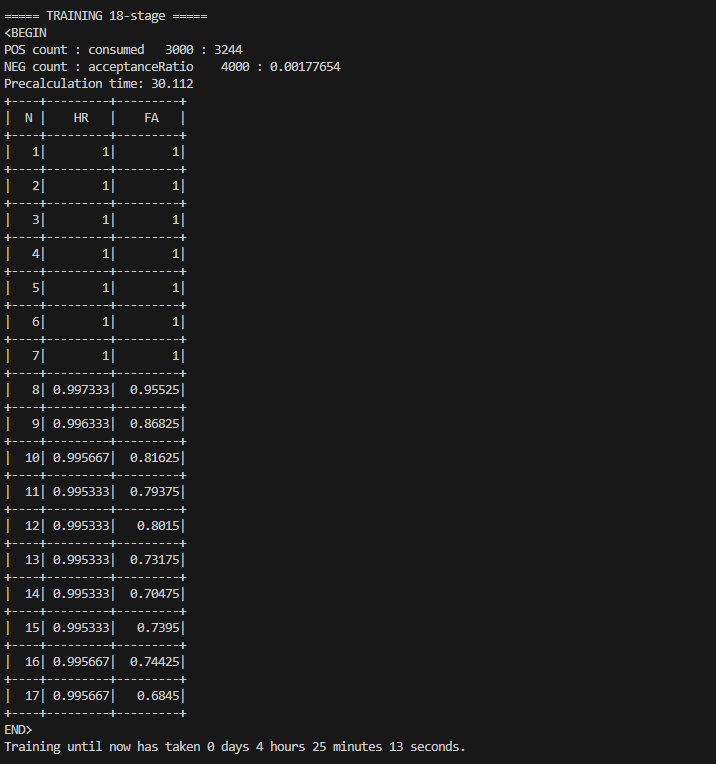 ===== TRAINING 18-stage =====
<BEGIN
POS count : consumed   3000 : 3244
NEG count : acceptanceRatio    4000 : 0.00177654
Precalculation time: 30.112
+----+---------+---------+
|  N |    HR   |    FA   |
+----+---------+---------+
|   1|        1|        1|
+----+---------+---------+
|   2|        1|        1|
+----+---------+---------+
|   3|        1|        1|
+----+---------+---------+
|   4|        1|        1|
+----+---------+---------+
|   5|        1|        1|
+----+---------+---------+
|   6|        1|        1|
+----+---------+---------+
|   7|        1|        1|
+----+---------+---------+
|   8| 0.997333|  0.95525|
+----+---------+---------+
|   9| 0.996333|  0.86825|
+----+---------+---------+
|  10| 0.995667|  0.81625|
+----+---------+---------+
|  11| 0.995333|  0.79375|
+----+---------+---------+
|  12| 0.995333|   0.8015|
+----+---------+---------+
|  13| 0.995333|  0.73175|
+----+---------+---------+
|  14| 0.995333|  0.70475|
+----+---------+---------+
|  15| 0.995333|   0.7395|
+----+---------+---------+
|  16| 0.995667|  0.74425|
+----+---------+---------+
|  17| 0.995667|   0.6845|
+----+---------+---------+
END>
Training until now has taken 0 days 4 hours 25 minutes 13 seconds.